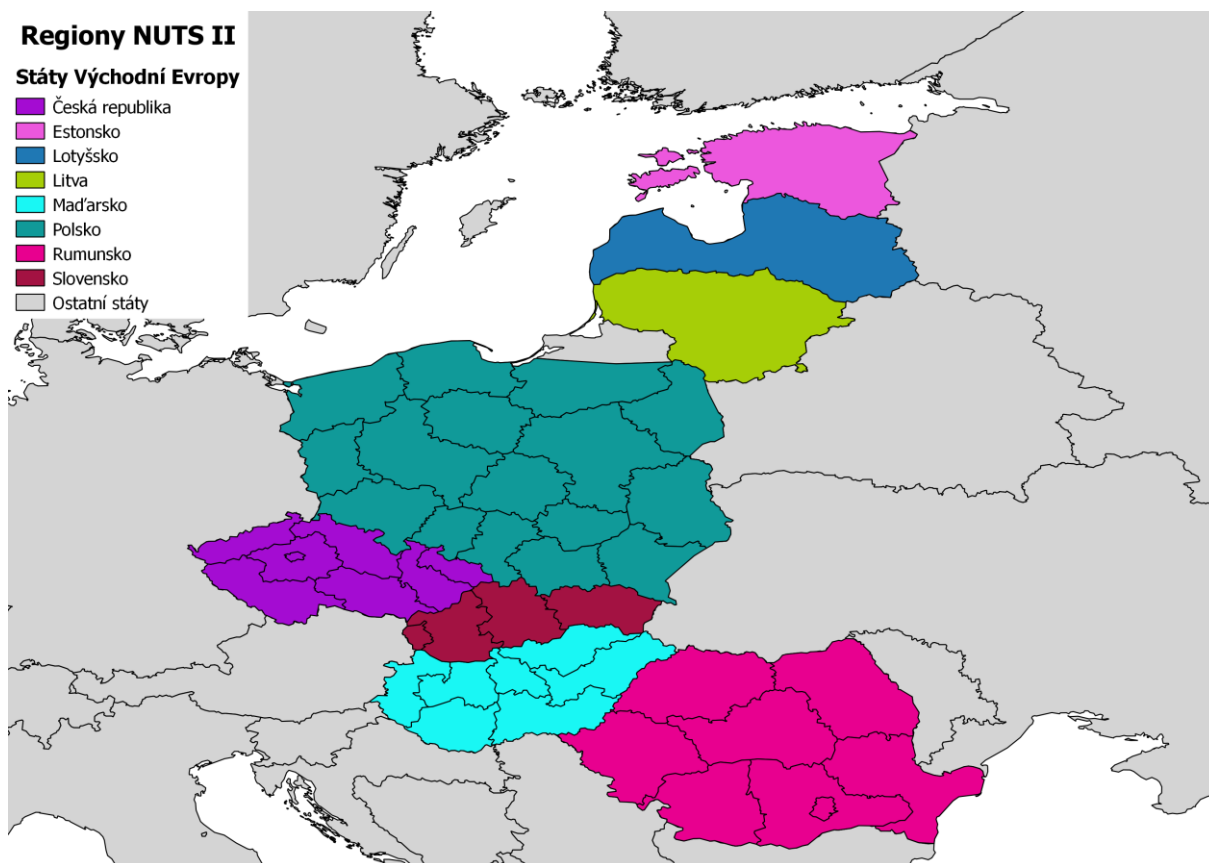 Regiony NUTS II
Státy Východní Evropy
Česká republika
Estonsko
Lotyšsko
Litva
Maďarsko
Polsko
Rumunsko
Slovensko
Ostatní státy